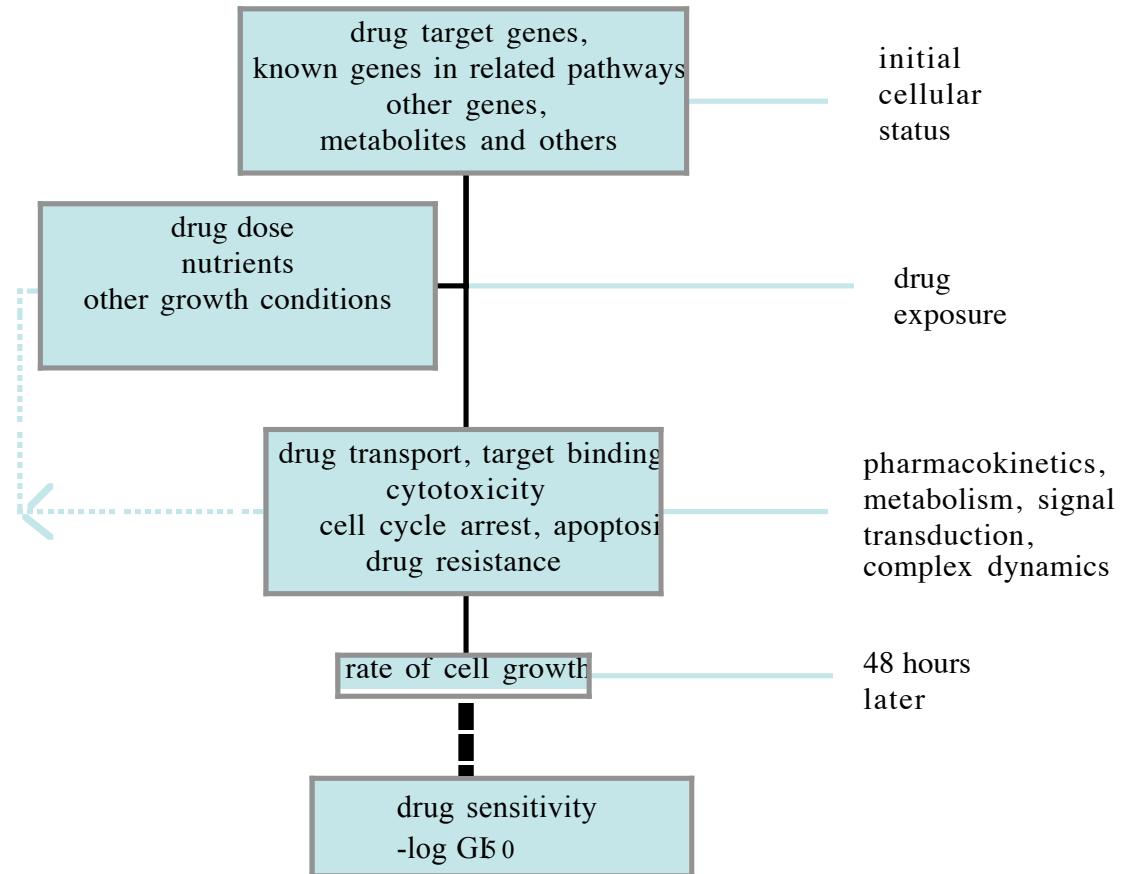 drug target genes,
known genes in related pathways
other genes,
metabolites and others
initial
cellular
status
drug dose
nutrients
other growth conditions
drug
exposure
drug transport, target binding
cytotoxicity
cell cycle arrest, apoptosi
drug resistance
pharmacokinetics,
metabolism, signal
transduction,
complex dynamics
rate of cell growth
48 hours
later
drug sensitivity
-log GI50